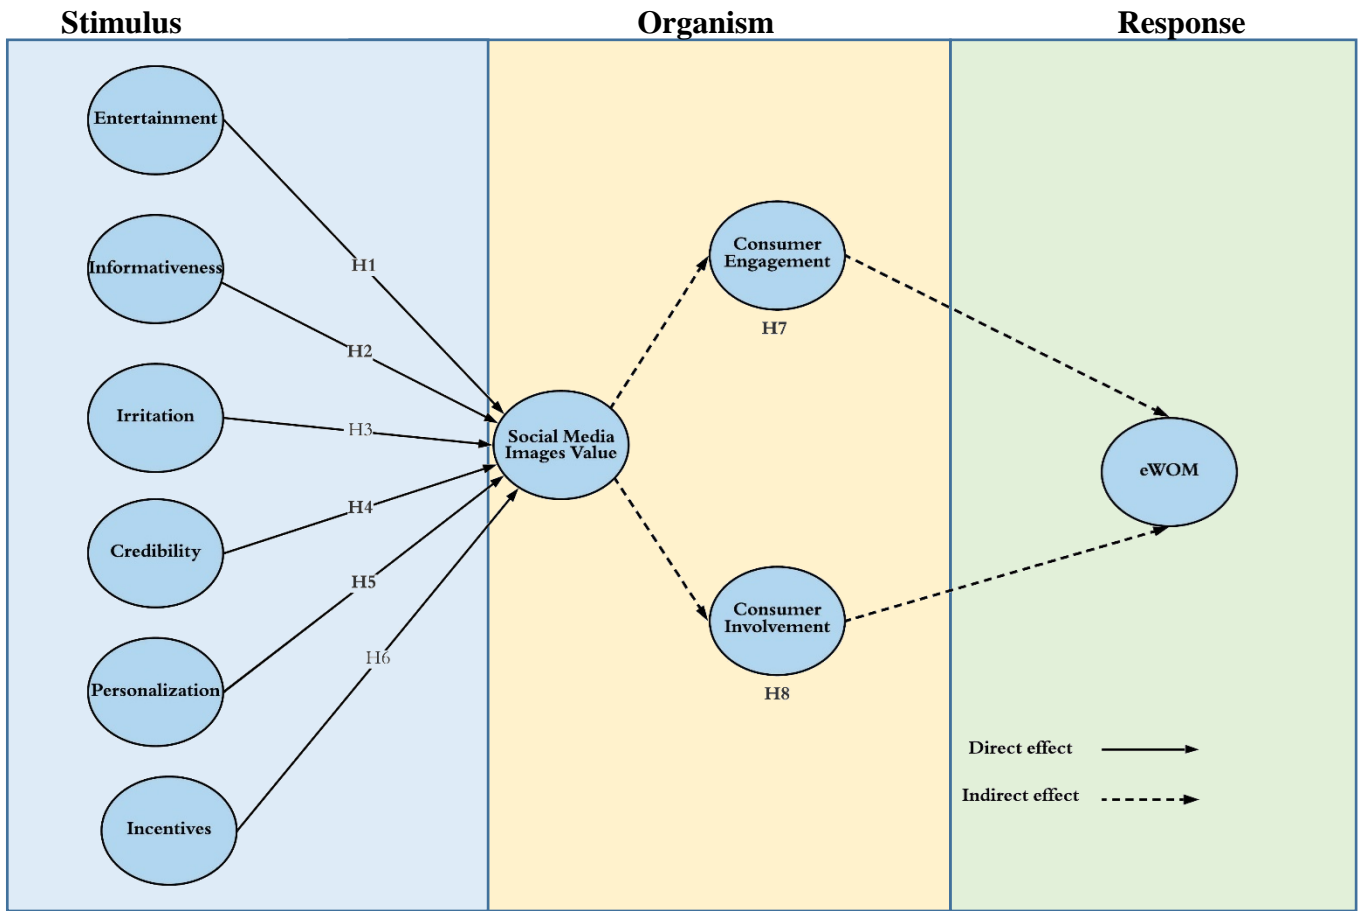 Stimulus
Organism
Response
Entertainment
Informativeness
Irritation
Credibility
Personalization
Incentives
H1
H2
H3
H4
H5
H6
Social Media
Images Value
Consumer
Engagement
H7
Consumer
Involvement
H8
eWOM
Direct effect
Indirect effect